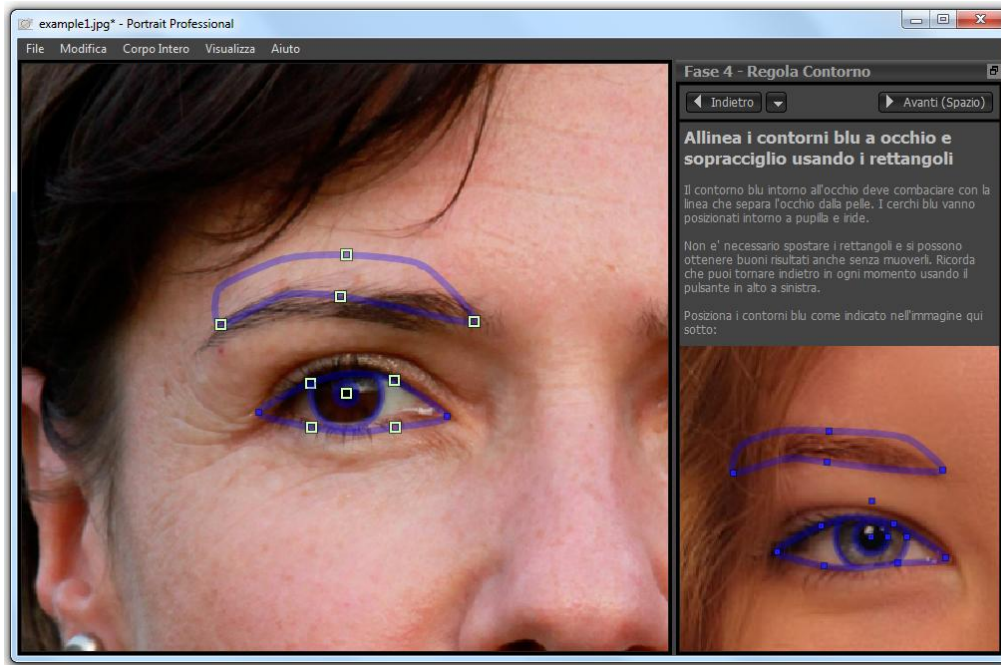 example1.jpg* - Portrait Professional
File Modifica Corpo Intero Visualizza Aiuto
Fase 4 - Regola Contorno
Indietro Avanti (Spazio)
Allinea i contorni blu a occhio e
sopracciglio usando i rettangoli
Il contorno blu intorno all'occhio deve combaciare con la
linea che separa l'occhio dalla pelle. I cerchi blu vanno
posizionati intorno a pupilla e iride.
Non e' necessario spostare i rettangoli e si possono
ottenere buoni risultati anche senza muoverli. Ricorda
che puoi tornare indietro in ogni momento usando il
pulsante in alto a sinistra.
Posiziona i contorni blu come indicato nell'immagine qui
sotto: